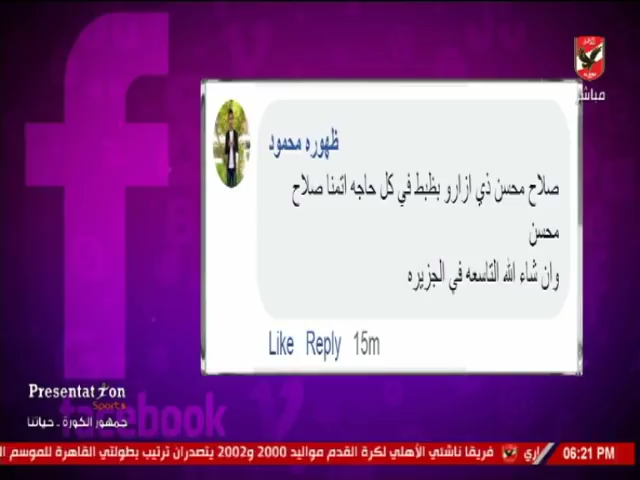 مباشر
ظهوره محمود
صلاح محسن ذي ازارو بظبط في كل حاجه اتمنا صلاح
محسن
وان شاء الله التاسعه في الجزيره
Like Reply 15m
Presentation
Sports
جمهور الكورة .. حياتنا
facebook
فريقا ناشئي الأهلي لكرة القدم مواليد 2000 و2002 يتصدران ترتيب بطولتي القاهرة للموسم
06:21 PM